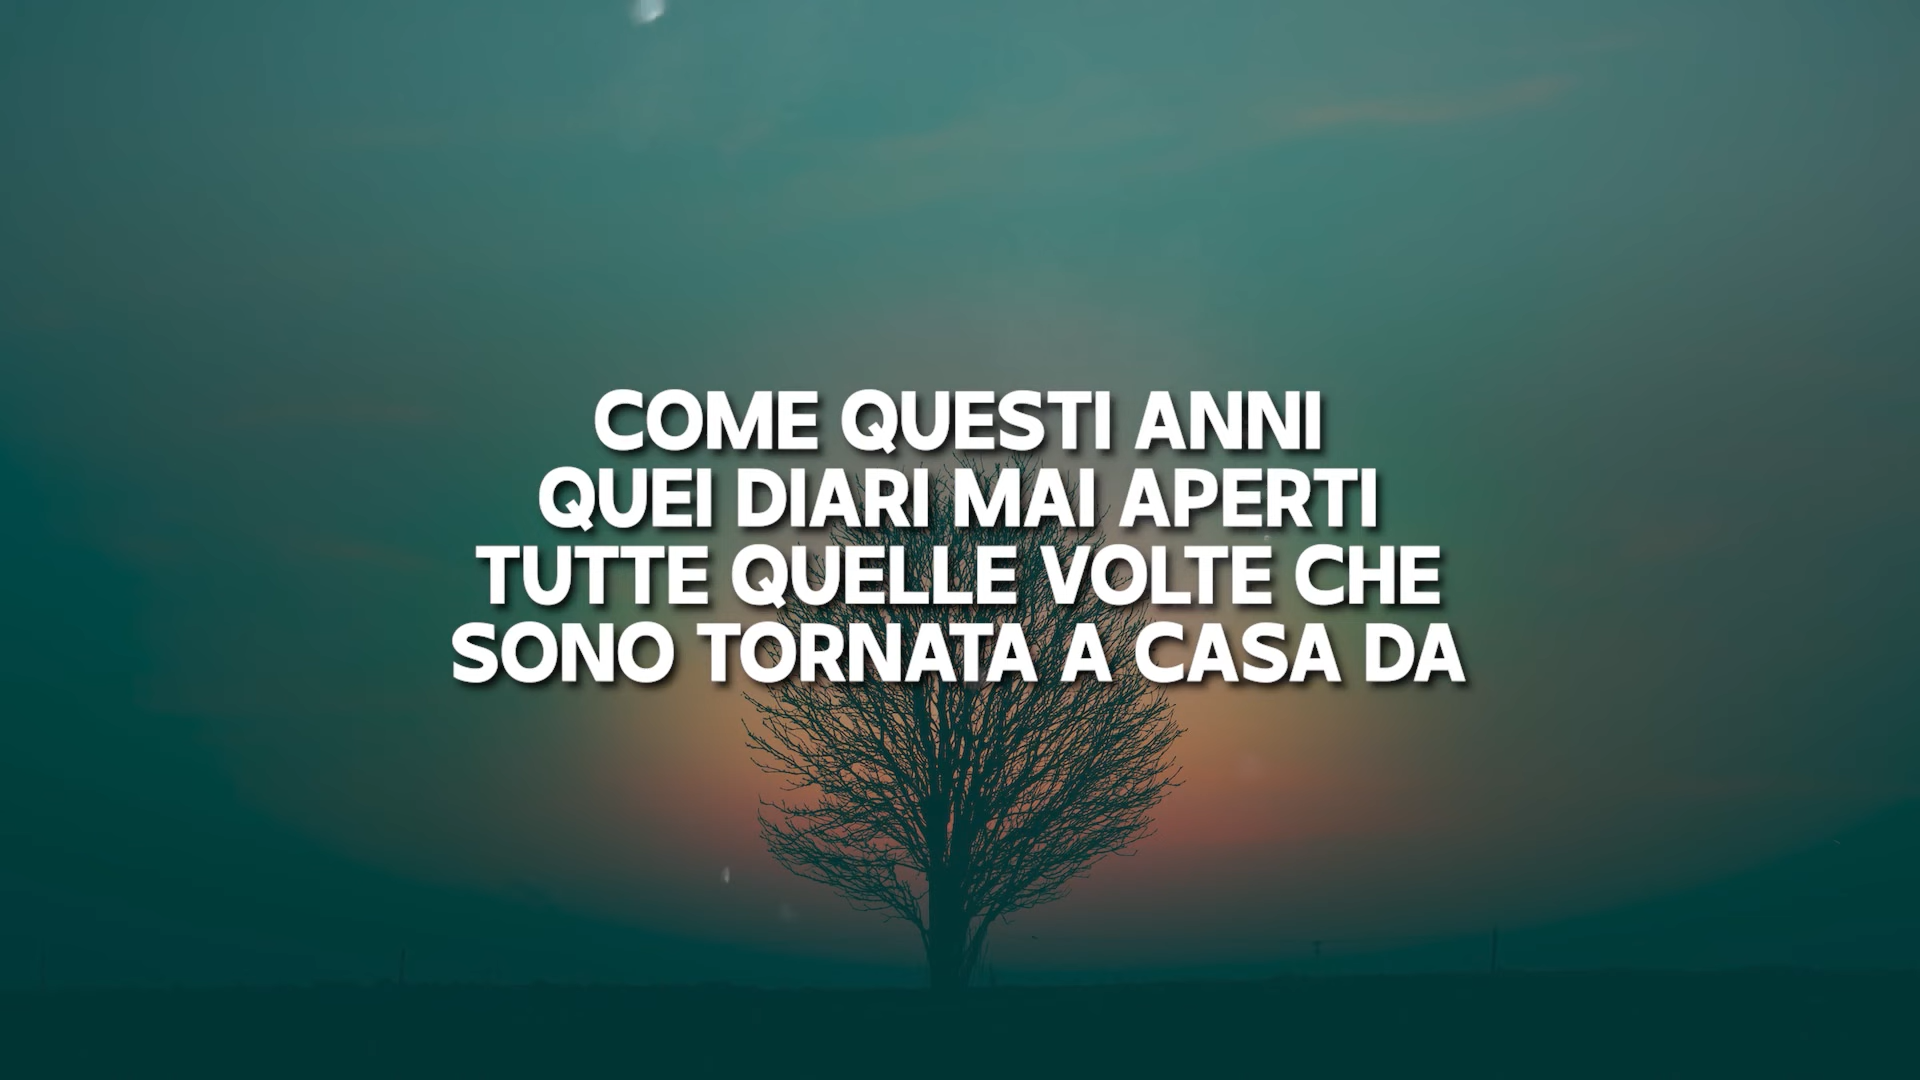 COME QUESTI ANNI
QUEI DIARI MAI APERTI
TUTTE QUELLE VOLTE CHE
SONO TORNATA A CASA DA